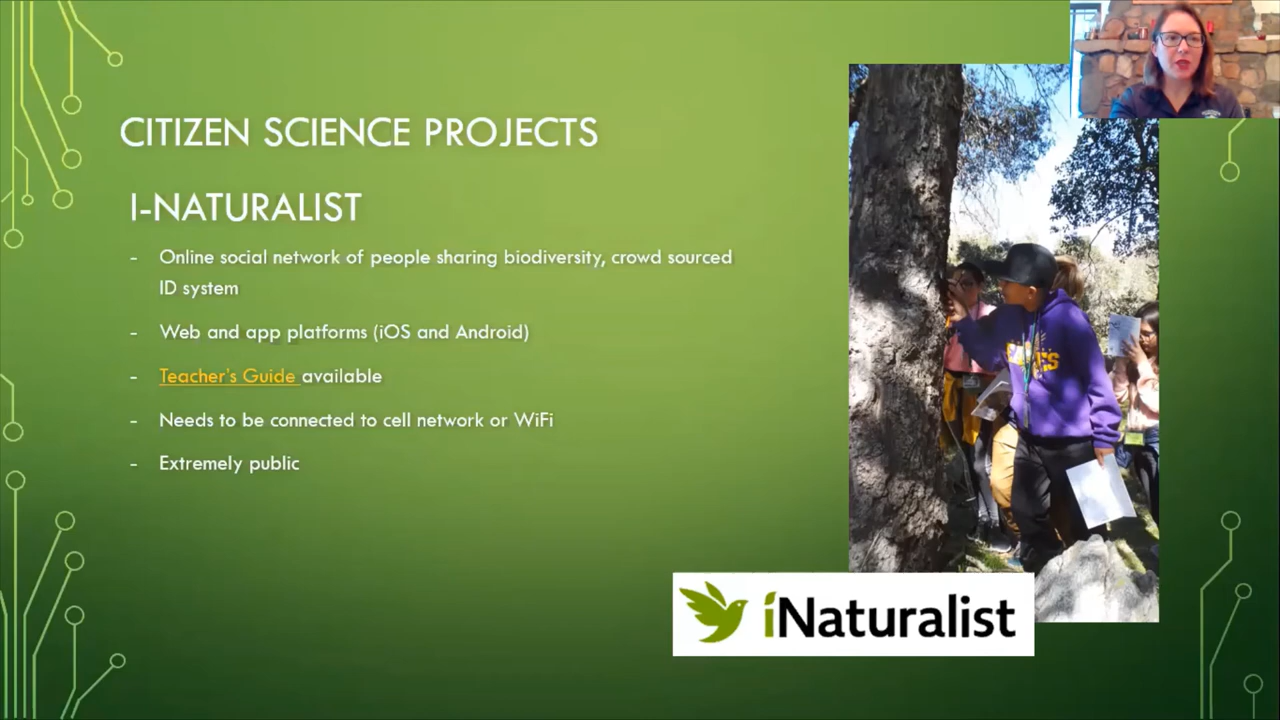 CITIZEN SCIENCE PROJECTS
I-NATURALIST
- Online social network of people sharing biodiversity, crowd sourced
ID system
- Web and app platforms (iOS and Android)
- Teacher's Guide available
- Needs to be connected to cell network or WiFi
- Extremely public
iNaturalist